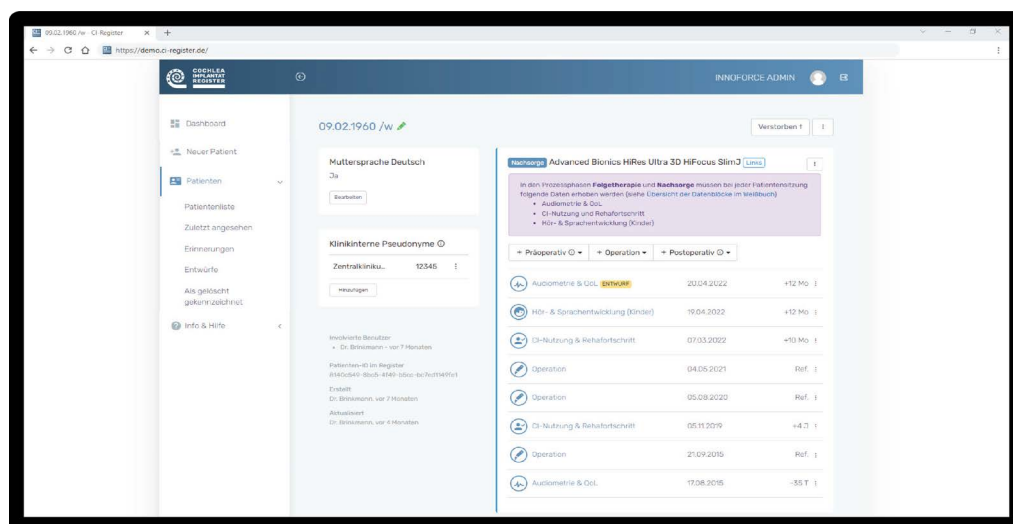 09.02.1960 /w - CI Register
https://demo.ci-register.de/
COCHLEA
IMPLANTAT
REGISTER
INNOFORCE ADMIN
Dashboard
Neuer Patient
Patienten
Patientenliste
Zuletzt angesehen
Erinnerungen
Entwürfe
Als gelöscht
gekennzeichnet
Info & Hilfe
09.02.1960 /w
Verstorben ?
Muttersprache Deutsch
Ja
Bearbeiten
Klinikinterne Pseudonyme
Zentralkliniku... 12345
Hinzufügen
Involvierte Benutzer
Dr. Brinkmann - vor 7 Monaten
Patienten-ID im Register
Erstellt
Dr. Brinkmann, vor 7 Monaten
Aktualisiert
Dr. Brinkmann, vor 4 Monaten
Nachsorge Advanced Bionics HiRes Ultra 3D HiFocus SlimJ Links
In den Prozessphasen Folgetherapie und Nachsorge müssen bei jeder Patientensitzung
folgende Daten erhoben werden (siehe Übersicht der Datenblöcke im Weißbuch):
Audiometrie & QoL
CI-Nutzung und Rehafortschritt
Hör- & Sprachentwicklung (Kinder)
+ Präoperativ + Operation + Postoperativ
Audiometrie & QoL ENTWURF 20.04.2022 +12 Mo
Hör- & Sprachentwicklung (Kinder) 19.04.2022 +12 Mo
CI-Nutzung & Rehafortschritt 07.03.2022 +10 Mo
Operation 04.05.2021 Ref.
Operation 05.08.2020 Ref.
CI-Nutzung & Rehafortschritt 05.11.2019 +4 J
Operation 21.09.2015 Ref.
Audiometrie & QoL 17.08.2015 -35 T